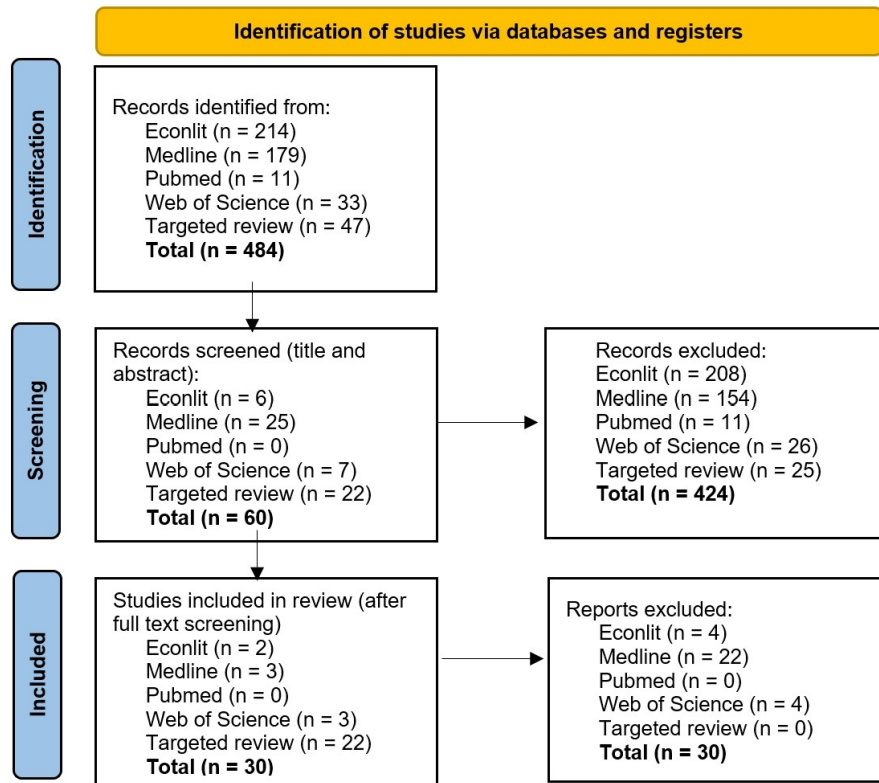 Identification of studies via databases and registers
Identification
Records identified from:
Econlit (n = 214)
Medline (n = 179)
Pubmed (n = 11)
Web of Science (n = 33)
Targeted review (n = 47)
Total (n = 484)
Screening
Records screened (title and
abstract):
Econlit (n = 6)
Medline (n = 25)
Pubmed (n = 0)
Web of Science (n = 7)
Targeted review (n = 22)
Total (n = 60)
Records excluded:
Econlit (n = 208)
Medline (n = 154)
Pubmed (n = 11)
Web of Science (n = 26)
Targeted review (n = 25)
Total (n = 424)
Included
Studies included in review (after
full text screening)
Econlit (n = 2)
Medline (n = 3)
Pubmed (n = 0)
Web of Science (n = 3)
Targeted review (n = 22)
Total (n = 30)
Reports excluded:
Econlit (n = 4)
Medline (n = 22)
Pubmed (n = 0)
Web of Science (n = 4)
Targeted review (n = 0)
Total (n = 30)